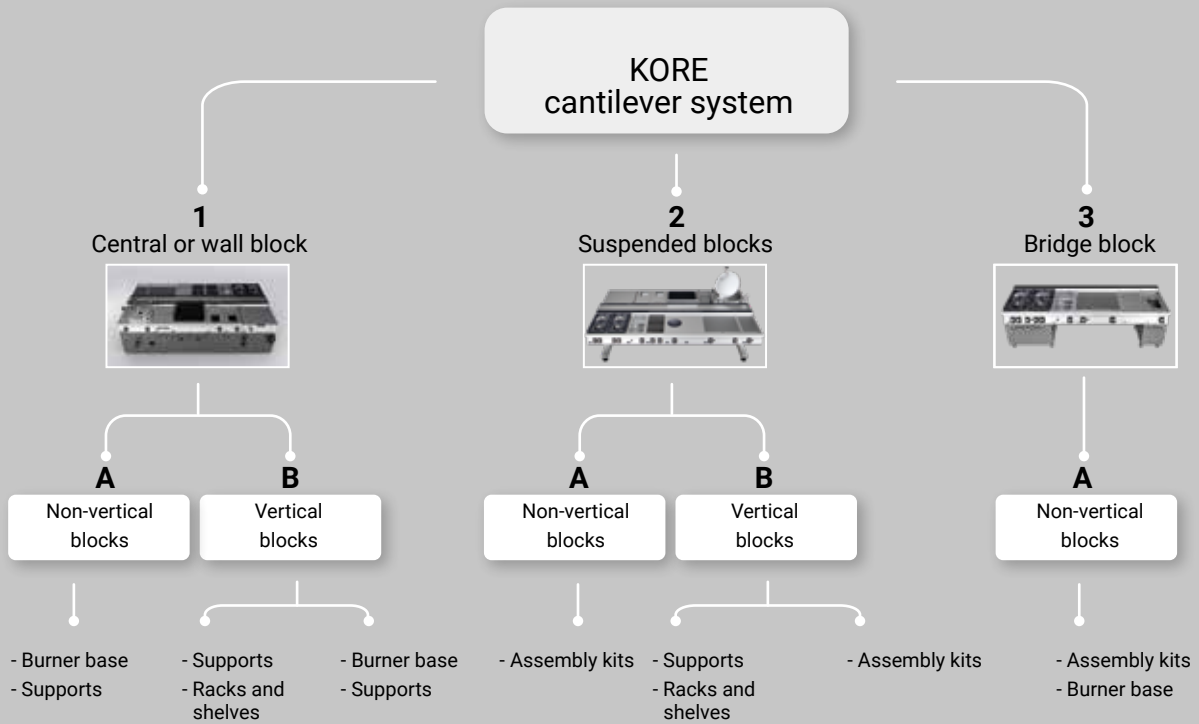 KORE
cantilever system
1
Central or wall block
2
Suspended blocks
3
Bridge block
A
Non-vertical
blocks
B
Vertical
blocks
A
Non-vertical
blocks
B
Vertical
blocks
A
Non-vertical
blocks
- Burner base
- Supports
- Supports
- Racks and
shelves
- Burner base
- Supports
- Assembly kits
- Supports
- Racks and
shelves
- Assembly kits
- Assembly kits
- Burner base